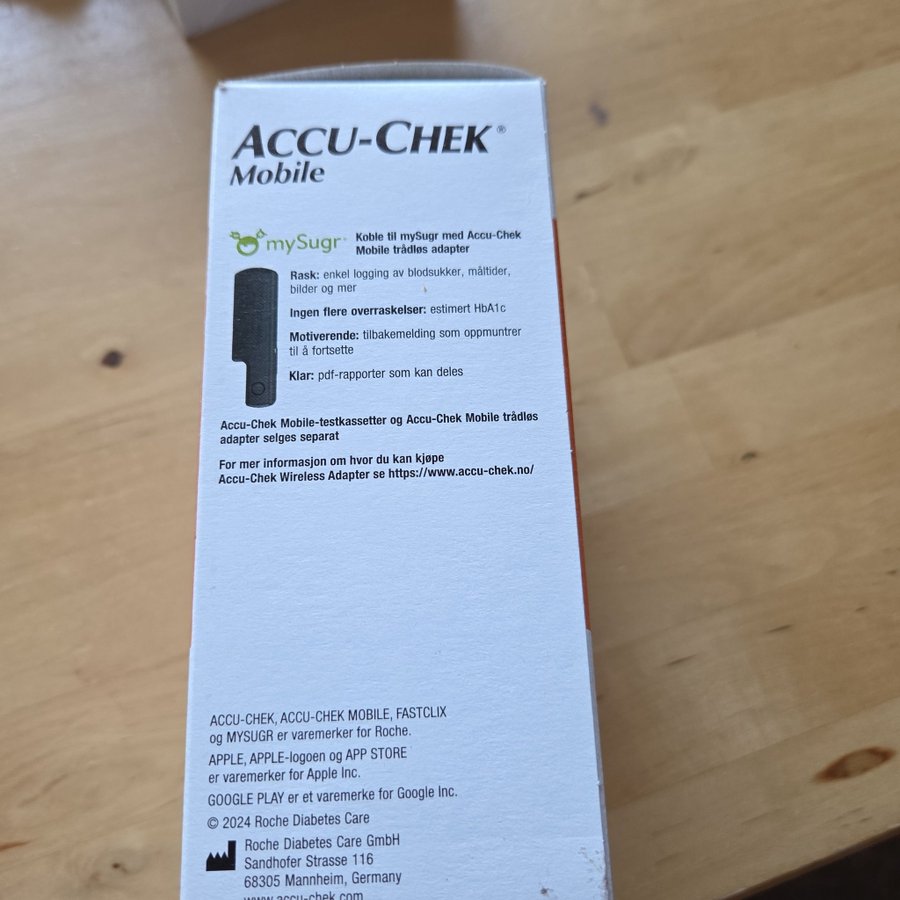 ACCU-CHEK®
Mobile
mySugr
Koble til mySugr med Accu-Chek
Mobile trådløs adapter
Rask: enkel logging av blodsukker, måltider,
bilder og mer
Ingen flere overraskelser: estimert HbA1c
Motiverende: tilbakemelding som oppmuntrer
til å fortsette
Klar: pdf-rapporter som kan deles
Accu-Chek Mobile-testkassetter og Accu-Chek Mobile trådløs
adapter selges separat
For mer informasjon om hvor du kan kjøpe
Accu-Chek Wireless Adapter se https://www.accu-chek.no/
ACCU-CHEK, ACCU-CHEK MOBILE, FASTCLIX
og MYSUGR er varemerker for Roche.
APPLE, APPLE-logoen og APP STORE
er varemerker for Apple Inc.
GOOGLE PLAY er et varemerke for Google Inc.
© 2024 Roche Diabetes Care
Roche Diabetes Care GmbH
Sandhofer Strasse 116
68305 Mannheim, Germany
www.accu-chek.com